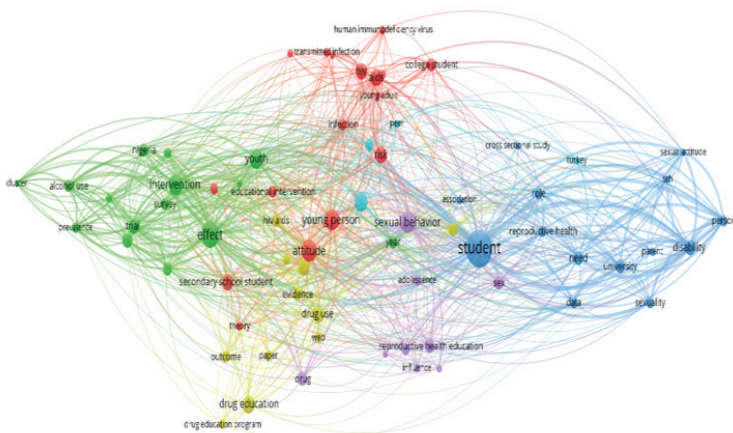 human immunodeficiency virus
transmitted infection
hiv
aids
college student
young adult
infection
peer
risk
cross sectional study
sexual attitude
turkey
nigeria
youth
srh
cluster
alcohol use
intervention
educational intervention
association
role
survey
person
prevalence
trial
hiv aids
young person
sexual behavior
reproductive health
effect
year
student
attitude
need
parent
disability
university
secondary school student
adolescence
sex
evidence
data
sexuality
drug use
theory
web
reproductive health education
outcome
paper
influence
drug
drug education
drug education program